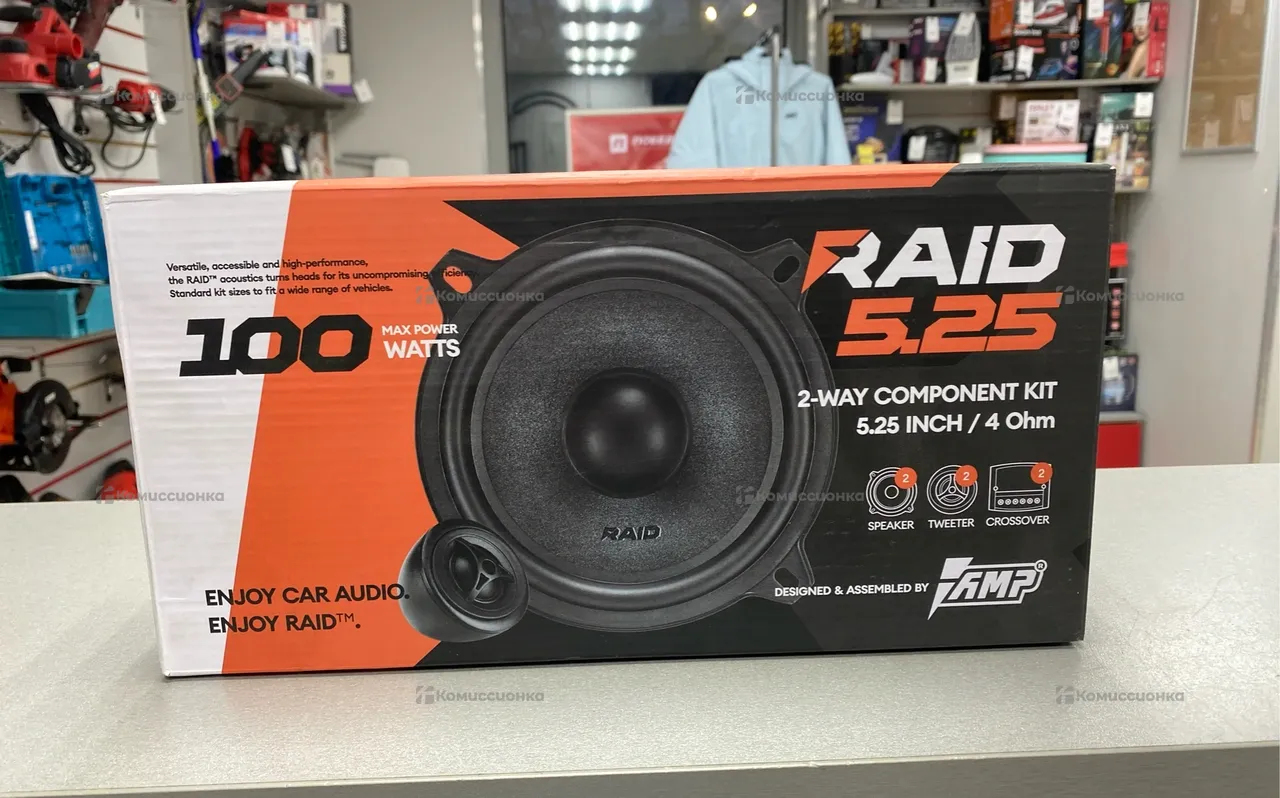 Versatile, accessible and high-performance,
the RAID™ acoustics turns heads for its uncompromising efficiency.
Standard kit sizes to fit a wide range of vehicles.
100
MAX POWER
WATTS
RAID
5.25
2-WAY COMPONENT KIT
5.25 INCH / 4 Ohm
2
2
2
SPEAKER
TWEETER
CROSSOVER
RAID
DESIGNED & ASSEMBLED BY
AMP®
ENJOY CAR AUDIO.
ENJOY RAID™.
Комиссионка
Комиссионка
Комиссионка
Комиссионка
Комиссионка
Комиссионка
Комиссионка
Комиссионка